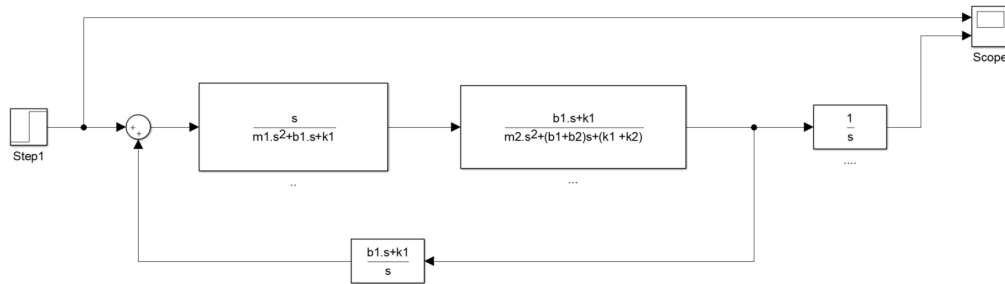 Scope
Step1
+
+
s
m1.s²+b1.s+k1
..
b1.s+k1
m2.s²+(b1+b2)s+(k1 +k2)
...
1
s
....
b1.s+k1
s